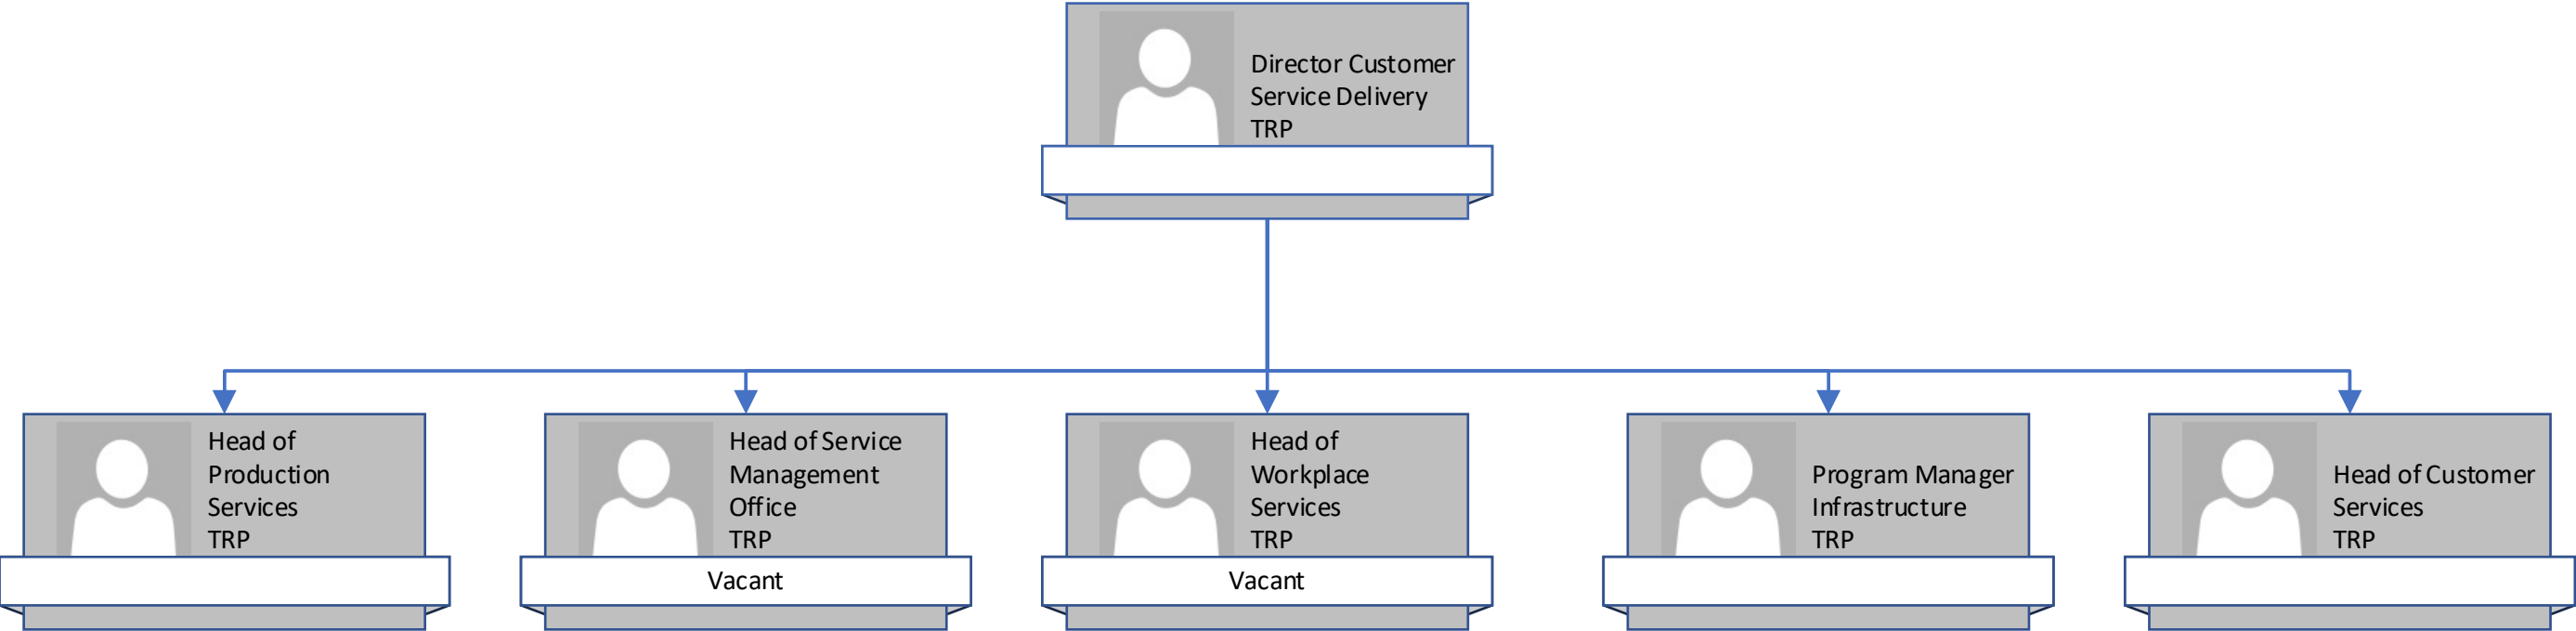 Director Customer
Service Delivery
TRP
Head of
Production
Services
TRP
Head of Service
Management
Office
TRP
Vacant
Head of
Workplace
Services
TRP
Vacant
Program Manager
Infrastructure
TRP
Head of Customer
Services
TRP